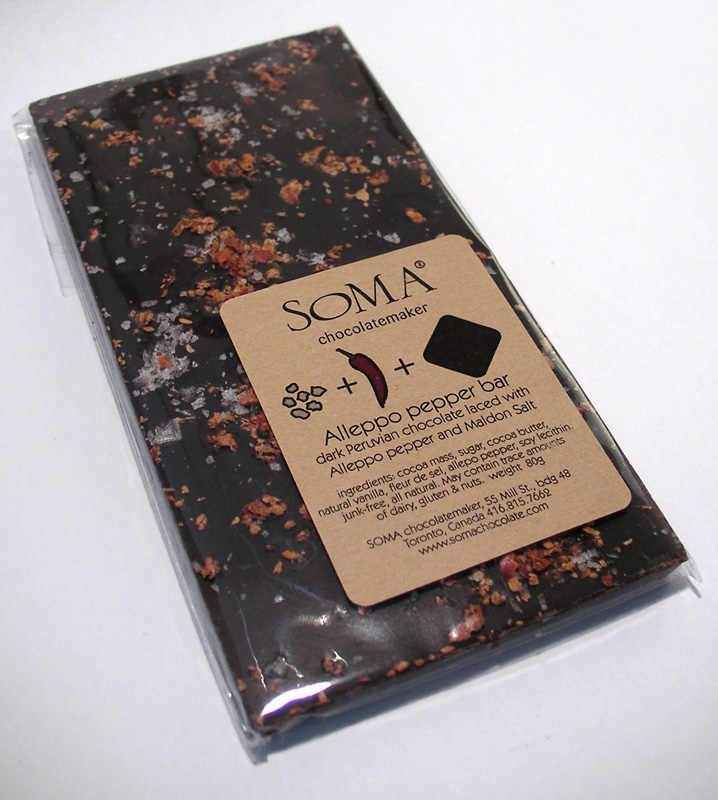 SOMA®
chocolatemaker
+ +
Alleppo pepper bar
dark Peruvian chocolate laced with
Alleppo pepper and Maldon Salt
ingredients: cocoa mass, sugar, cocoa butter,
natural vanilla, fleur de sel, allepo pepper, soy lecithin.
junk-free, all natural. May contain trace amounts
of dairy, gluten & nuts. weight. 80g
SOMA chocolatemaker, 55 Mill St., bdg 48
Toronto, Canada 416.815.7662
www.somachocolate.com